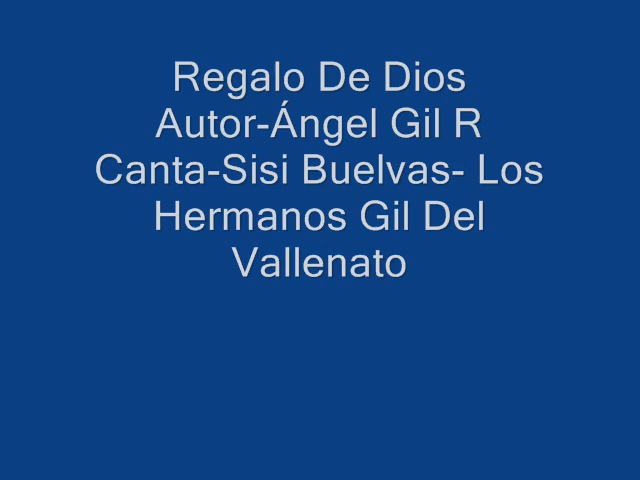 Regalo De Dios
Autor-Ángel Gil R
Canta-Sisi Buelvas- Los
Hermanos Gil Del
Vallenato